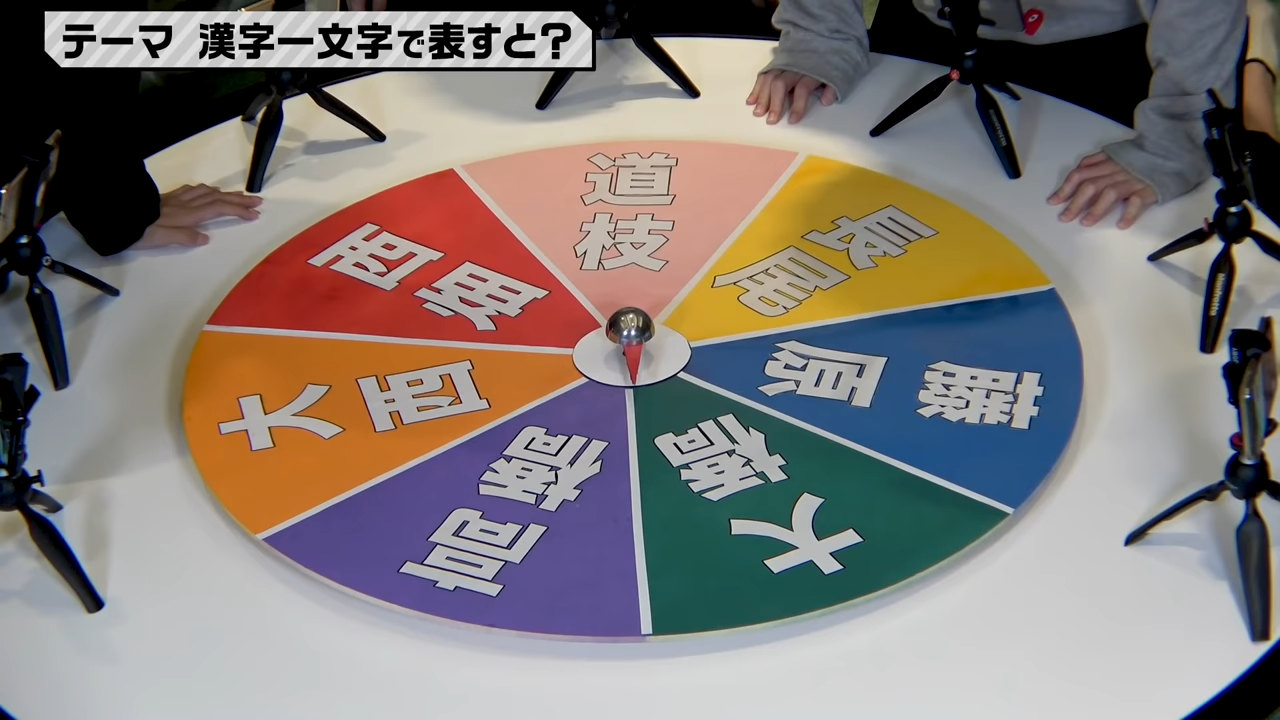 テーマ 漢字一文字で表すと?
道枝
長尾
藤原
大橋
高橋
大西
西畑